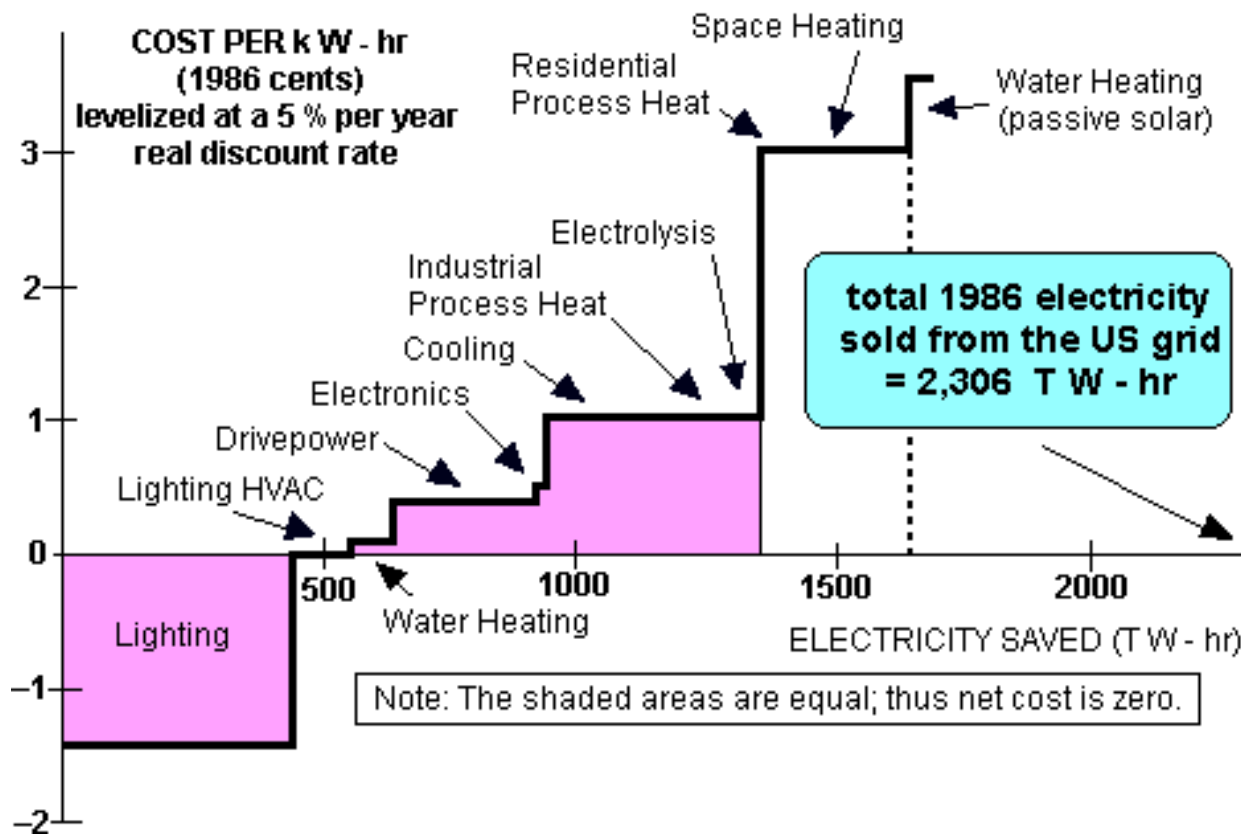 COST PER k W - hr
(1986 cents)
levelized at a 5 % per year
real discount rate
Space Heating
Residential
Process Heat
Water Heating
(passive solar)
3
Electrolysis
Industrial
Process Heat
2
total 1986 electricity
sold from the US grid
= 2,306 T W - hr
Cooling
Electronics
1
Drivepower
Lighting HVAC
0
500
1000
1500
2000
Water Heating
Lighting
ELECTRICITY SAVED (T W - hr)
–1
Note: The shaded areas are equal; thus net cost is zero.
–2